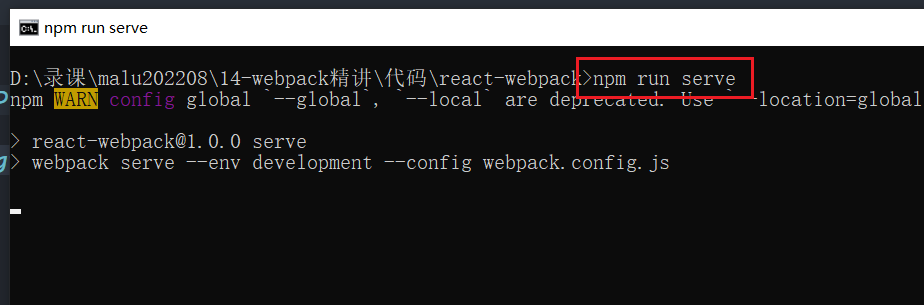 npm run serve
D:\录课\malu202208\14-webpack精讲\代码\react-webpack>npm run serve
npm WARN config global `--global`, `--local` are deprecated. Use `--location=global
> react-webpack@1.0.0 serve
> webpack serve --env development --config webpack.config.js